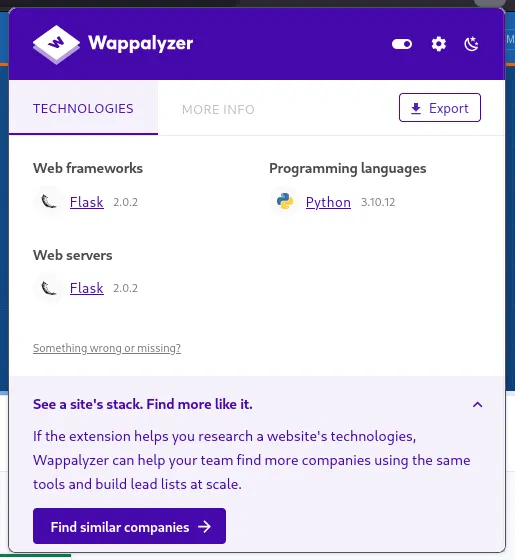 Wappalyzer
TECHNOLOGIES
MORE INFO
Export
Web frameworks
Flask 2.0.2
Programming languages
Python 3.10.12
Web servers
Flask 2.0.2
Something wrong or missing?
See a site's stack. Find more like it.
If the extension helps you research a website's technologies,
Wappalyzer can help your team find more companies using the same
tools and build lead lists at scale.
Find similar companies →
M